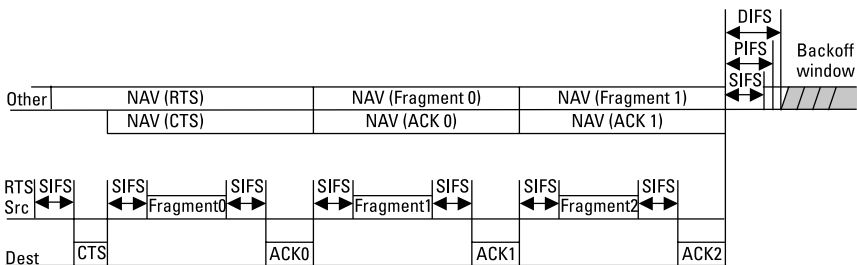 DIFS
PIFS
Backoff
window
SIFS
Other NAV (RTS) NAV (Fragment 0) NAV (Fragment 1)
NAV (CTS) NAV (ACK 0) NAV (ACK 1)
RTS SIFS SIFS SIFS SIFS SIFS SIFS SIFS
Src Fragment0 Fragment1 Fragment2
Dest CTS ACK0 ACK1 ACK2